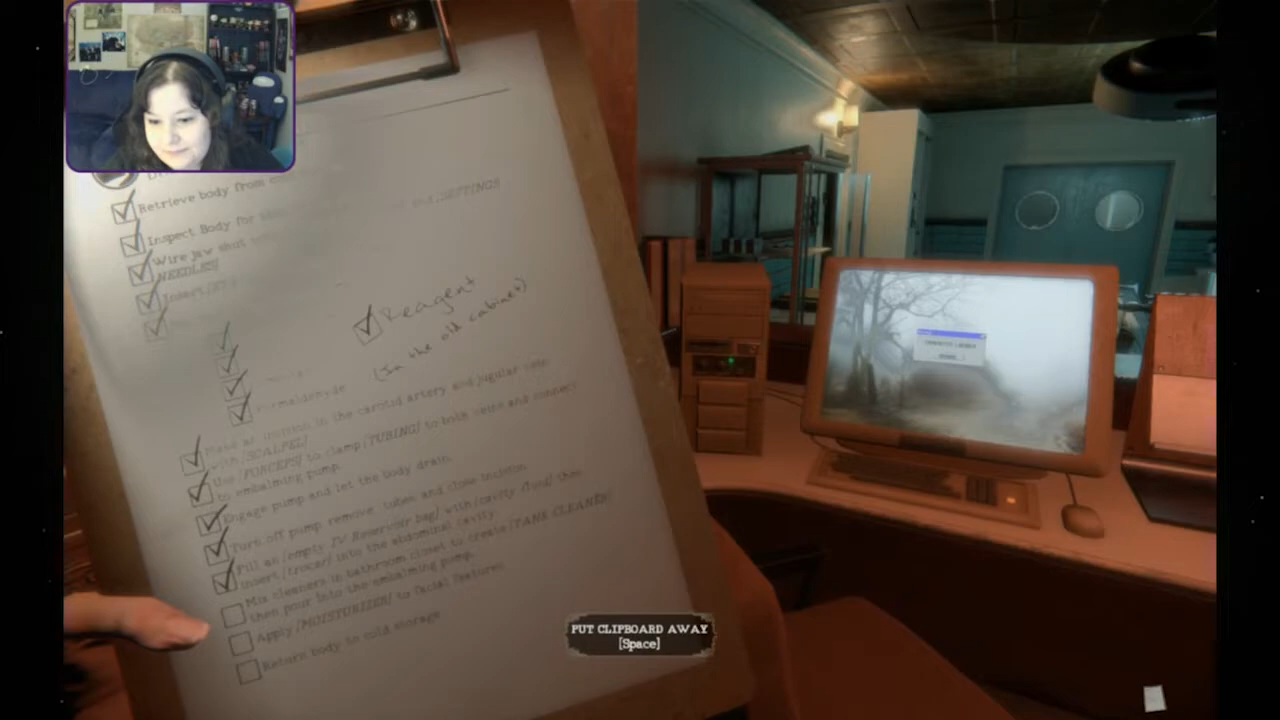 Retrieve body from
Inspect Body for
[SETTINGS
Wire jaw shut
NEEDLES]
Insert
Reagent
(In the old cabinet)
Formaldehyde
Make an incision in the carotid artery and jugular vein
with [SCALPEL]
Use [FORCEPS] to clamp [TUBING] to both veins and connect
to embalming pump.
Engage pump and let the body drain.
Turn off pump remove tubes and close incision.
Fill an [empty IV Reservoir bag] with [cavity fluid] then
insert [trocar] into the abdominal cavity.
Mix cleaners in bathroom closet to create [TANK CLEANER]
then pour into the embalming pump.
Apply [MOISTURIZER] to facial features
Return body to cold storage
PUT CLIPBOARD AWAY
[Space]